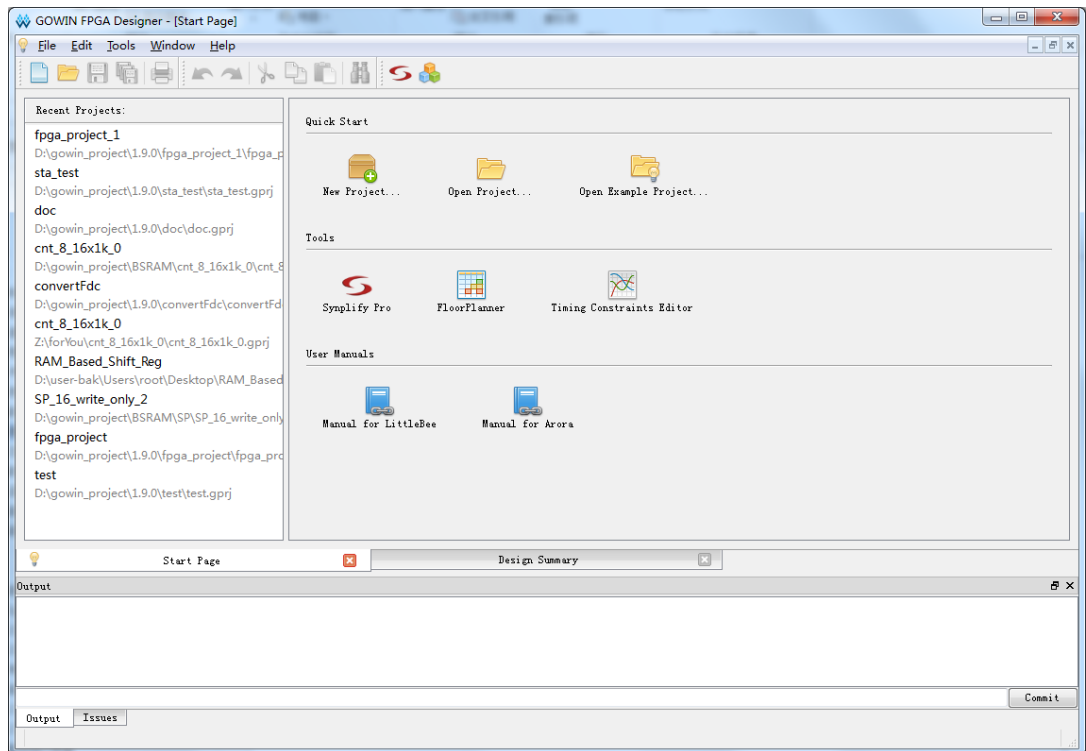 GOWIN FPGA Designer - [Start Page]
File Edit Tools Window Help
Recent Projects:
fpga_project_1
D:\gowin_project\1.9.0\fpga_project_1\fpga_p
sta_test
D:\gowin_project\1.9.0\sta_test\sta_test.gprj
doc
D:\gowin_project\1.9.0\doc\doc.gprj
cnt_8_16x1k_0
D:\gowin_project\BSRAM\cnt_8_16x1k_0\cnt_8
convertFdc
D:\gowin_project\1.9.0\convertFdc\convertFd
cnt_8_16x1k_0
Z:\forYou\cnt_8_16x1k_0\cnt_8_16x1k_0.gprj
RAM_Based_Shift_Reg
D:\user-bak\Users\root\Desktop\RAM_Based
SP_16_write_only_2
D:\gowin_project\BSRAM\SP\SP_16_write_only
fpga_project
D:\gowin_project\1.9.0\fpga_project\fpga_pro
test
D:\gowin_project\1.9.0\test\test.gprj
Quick Start
New Project... Open Project... Open Example Project...
Tools
Synplify Pro FloorPlanner Timing Constraints Editor
User Manuals
Manual for LittleBee Manual for Arora
Start Page Design Summary
Output
Commit
Output Issues